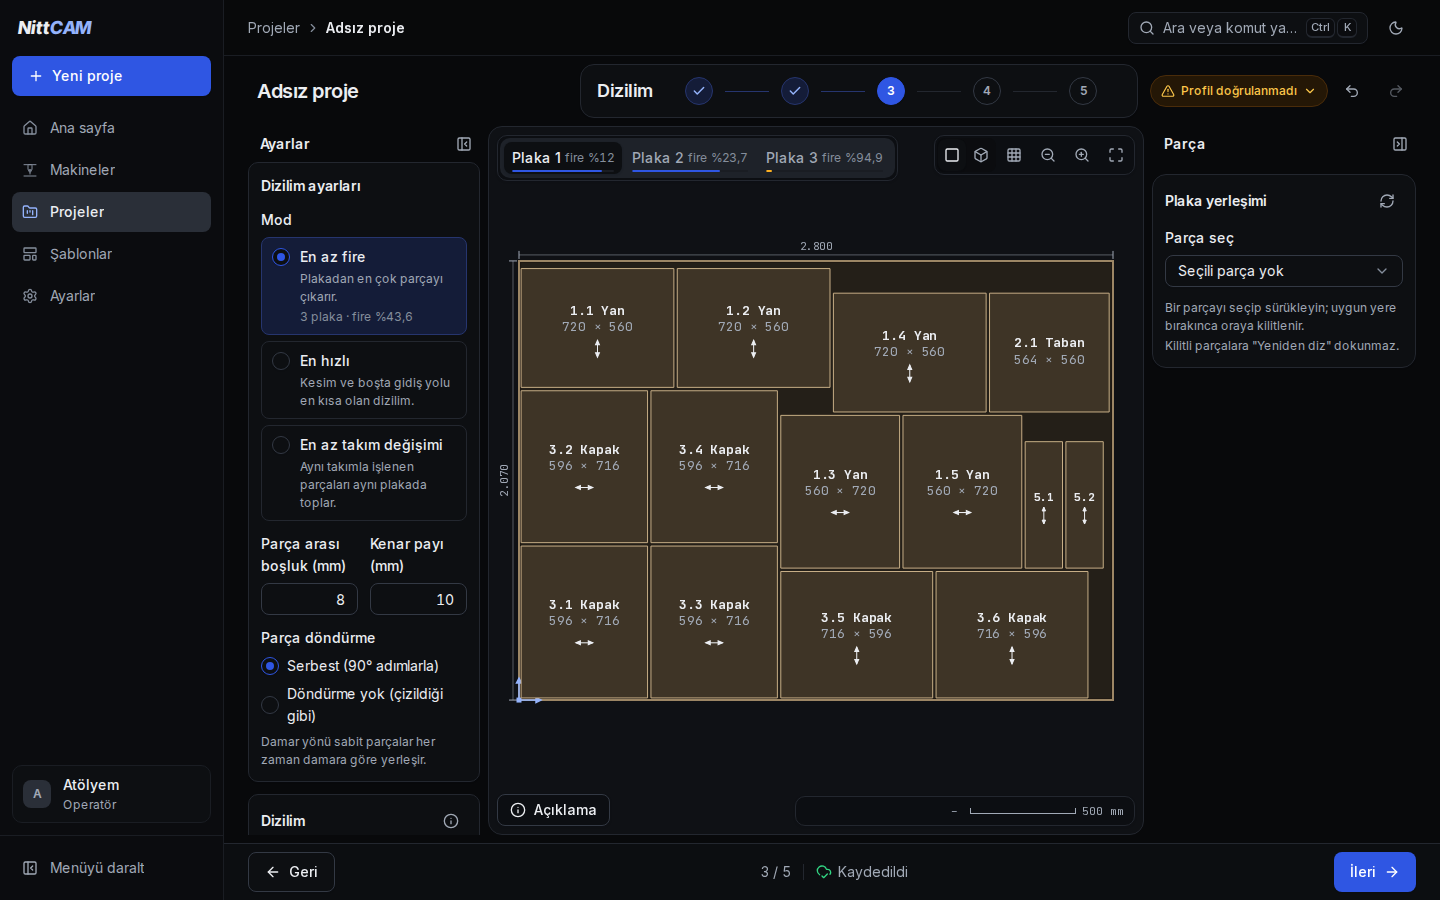 NittCAM
Yeni proje
Ana sayfa
Makineler
Projeler
Şablonlar
Ayarlar
A
Atölyem
Operatör
Menüyü daralt
Projeler > Adsız proje
Ara veya komut ya... Ctrl K
Adsız proje
Dizilim 3 4 5
Profil doğrulanmadı
Ayarlar
Dizilim ayarları
Mod
En az fire
Plakadan en çok parçayı
çıkarır.
3 plaka · fire %43,6
En hızlı
Kesim ve boşta gidiş yolu
en kısa olan dizilim.
En az takım değişimi
Aynı takımla işlenen
parçaları aynı plakada
toplar.
Parça arası
boşluk (mm)
Kenar payı
(mm)
8
10
Parça döndürme
Serbest (90° adımlarla)
Döndürme yok (çizildiği
gibi)
Damar yönü sabit parçalar her
zaman damara göre yerleşir.
Dizilim
Plaka 1 fire %12
Plaka 2 fire %23,7
Plaka 3 fire %94,9
2.800
2.070
1.1 Yan
720 × 560
1.2 Yan
720 × 560
1.4 Yan
720 × 560
2.1 Taban
564 × 560
3.2 Kapak
596 × 716
3.4 Kapak
596 × 716
1.3 Yan
560 × 720
1.5 Yan
560 × 720
5.1
5.2
3.1 Kapak
596 × 716
3.3 Kapak
596 × 716
3.5 Kapak
716 × 596
3.6 Kapak
716 × 596
Açıklama
– 500 mm
Parça
Plaka yerleşimi
Parça seç
Seçili parça yok
Bir parçayı seçip sürükleyin; uygun yere
bırakınca oraya kilitlenir.
Kilitli parçalara "Yeniden diz" dokunmaz.
Geri
3 / 5
Kaydedildi
İleri